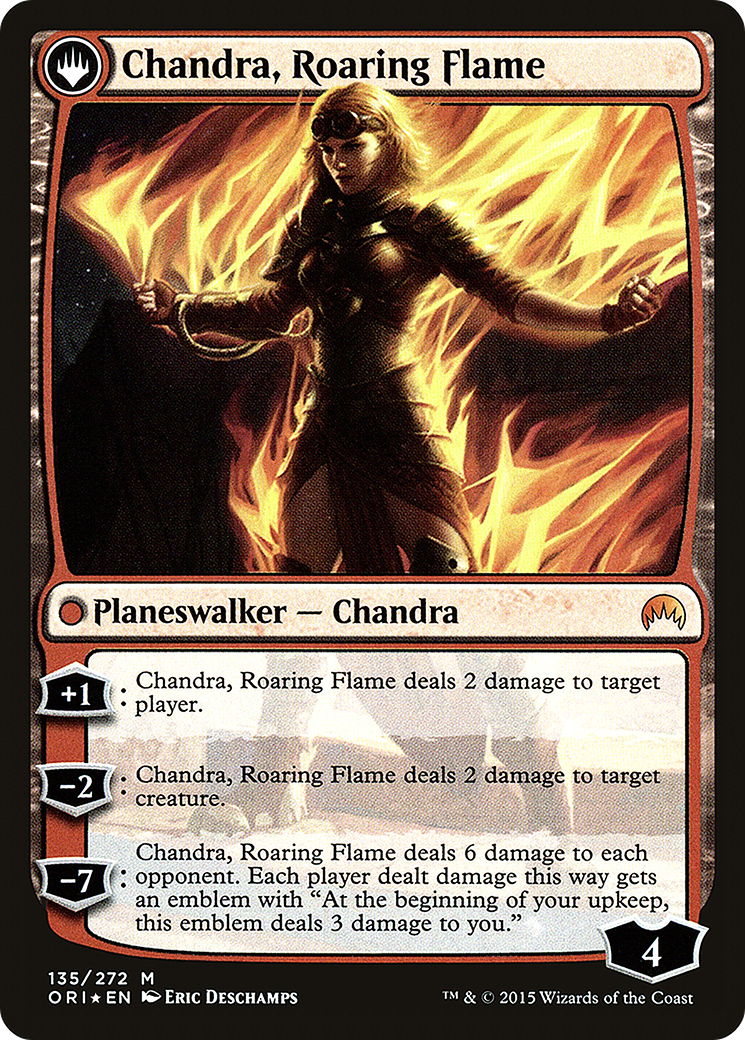 Chandra, Roaring Flame
Planeswalker — Chandra
+1 : Chandra, Roaring Flame deals 2 damage to target
player.
−2 : Chandra, Roaring Flame deals 2 damage to target
creature.
Chandra, Roaring Flame deals 6 damage to each
−7 : opponent. Each player dealt damage this way gets
an emblem with “At the beginning of your upkeep,
this emblem deals 3 damage to you.”
4
135/272 M
ORI★EN Eric Deschamps ™ & © 2015 Wizards of the Coast